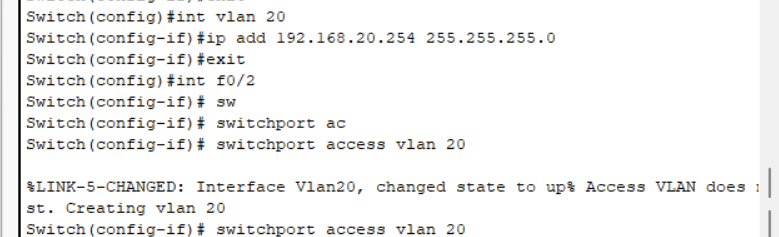 Switch(config)#int vlan 20
Switch(config-if)#ip add 192.168.20.254 255.255.255.0
Switch(config-if)#exit
Switch(config)#int f0/2
Switch(config-if)# sw
Switch(config-if)# switchport ac
Switch(config-if)# switchport access vlan 20
%LINK-5-CHANGED: Interface Vlan20, changed state to up% Access VLAN does
st. Creating vlan 20
Switch(config-if)# switchport access vlan 20